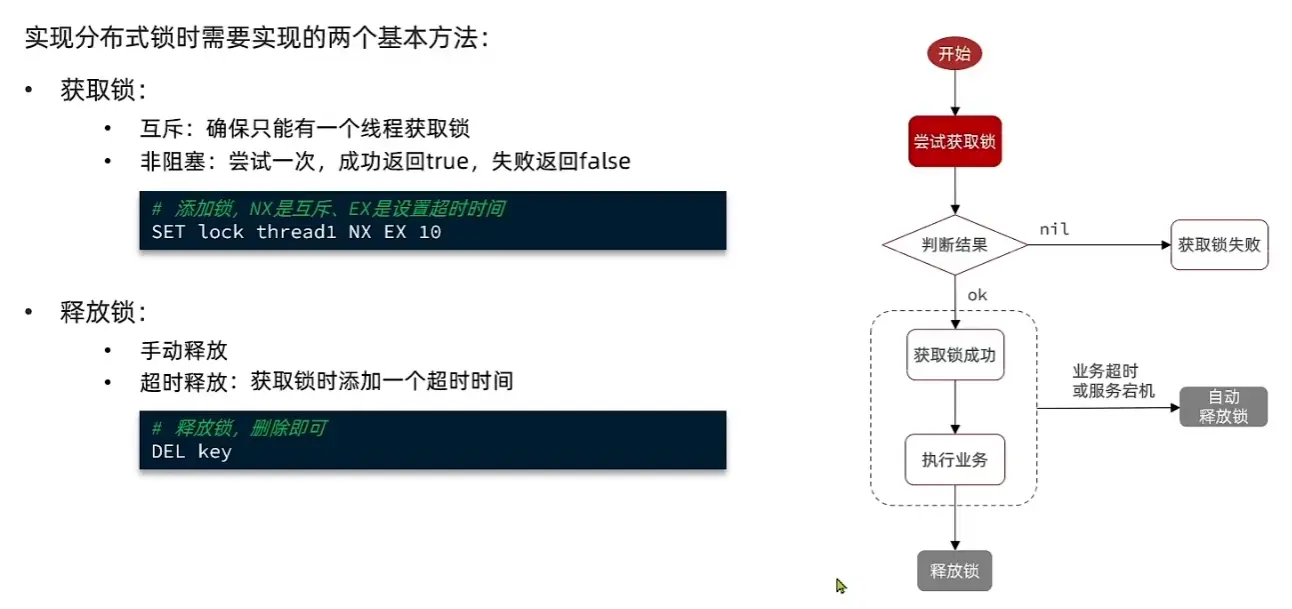 实现分布式锁时需要实现的两个基本方法：
• 获取锁：
• 互斥：确保只能有一个线程获取锁
• 非阻塞：尝试一次，成功返回true，失败返回false
# 添加锁，NX是互斥、EX是设置超时时间
SET lock thread1 NX EX 10
• 释放锁：
• 手动释放
• 超时释放：获取锁时添加一个超时时间
# 释放锁，删除即可
DEL key
开始
尝试获取锁
判断结果
nil
获取锁失败
ok
获取锁成功
业务超时
或服务宕机
自动
释放锁
执行业务
释放锁